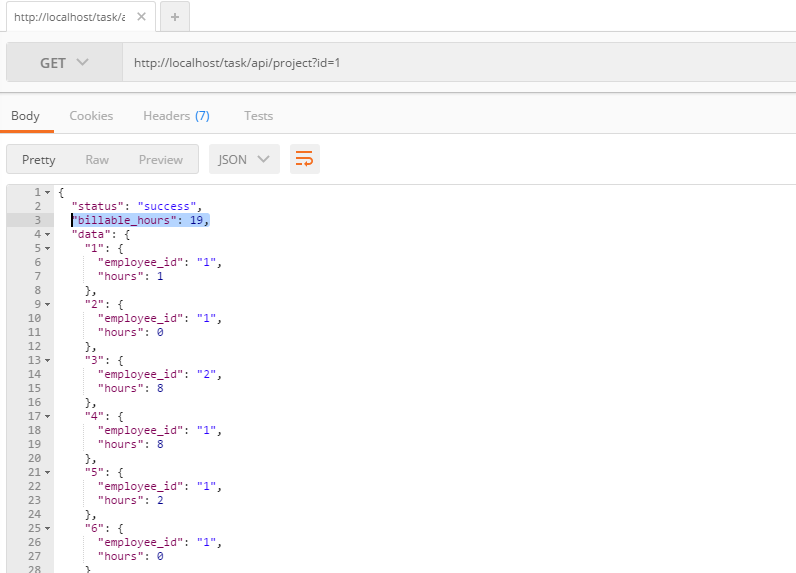 http://localhost/task/a
GET http://localhost/task/api/project?id=1
Body Cookies Headers (7) Tests
Pretty Raw Preview JSON
1 {
2 "status": "success",
3 "billable_hours": 19,
4 "data": {
5 "1": {
6 "employee_id": "1",
7 "hours": 1
8 },
9 "2": {
10 "employee_id": "1",
11 "hours": 0
12 },
13 "3": {
14 "employee_id": "2",
15 "hours": 8
16 },
17 "4": {
18 "employee_id": "1",
19 "hours": 8
20 },
21 "5": {
22 "employee_id": "1",
23 "hours": 2
24 },
25 "6": {
26 "employee_id": "1",
27 "hours": 0
28 }